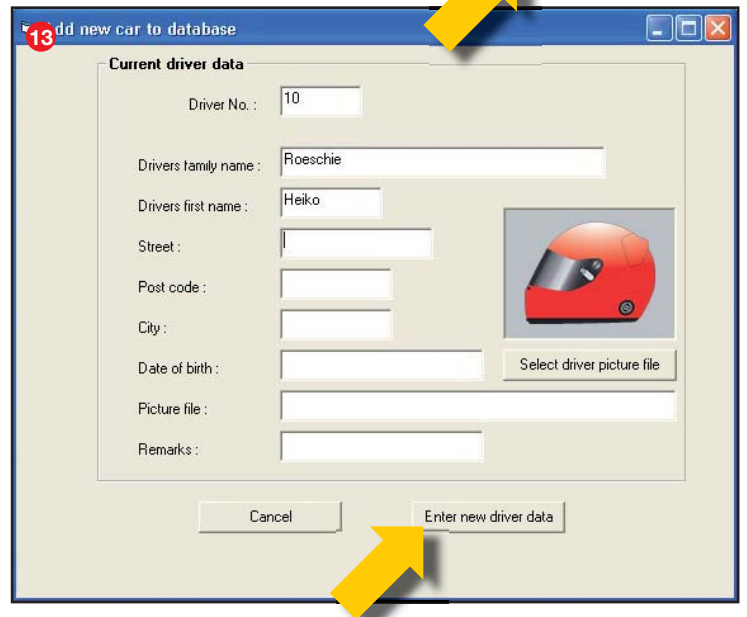 13 dd new car to database
Current driver data
Driver No. : 10
Drivers family name : Roeschie
Drivers first name : Heiko
Street :
Post code :
City :
Date of birth :
Select driver picture file
Picture file :
Remarks :
Cancel
Enter new driver data